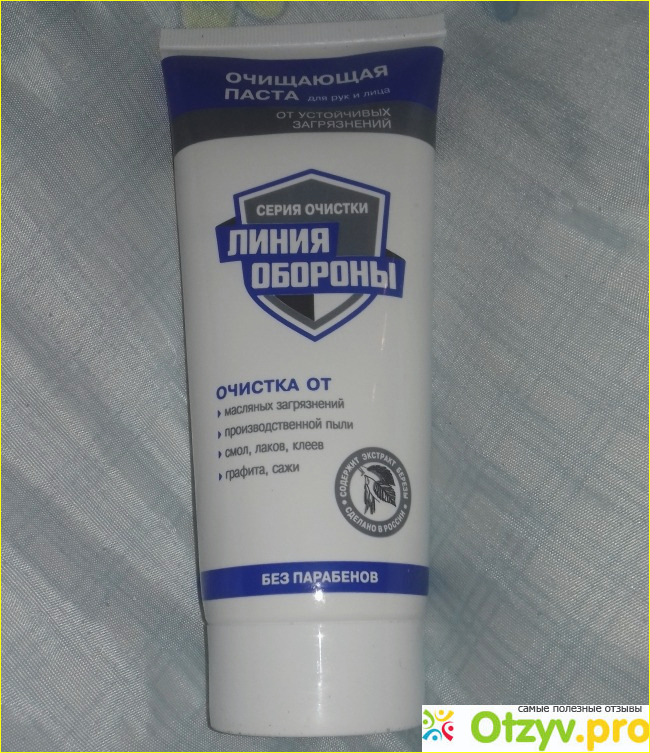 ОЧИЩАЮЩАЯ
ПАСТА для рук и лица
ОТ УСТОЙЧИВЫХ
ЗАГРЯЗНЕНИЙ
СЕРИЯ ОЧИСТКИ
ЛИНИЯ
ОБОРОНЫ
ОЧИСТКА ОТ
масляных загрязнений
производственной пыли
смол, лаков, клеев
графита, сажи
СОДЕРЖИТ ЭКСТРАКТ БЕРЕЗЫ
СДЕЛАНО В РОССИИ
БЕЗ ПАРАБЕНОВ
самые полезные отзывы
Otzyv.pro